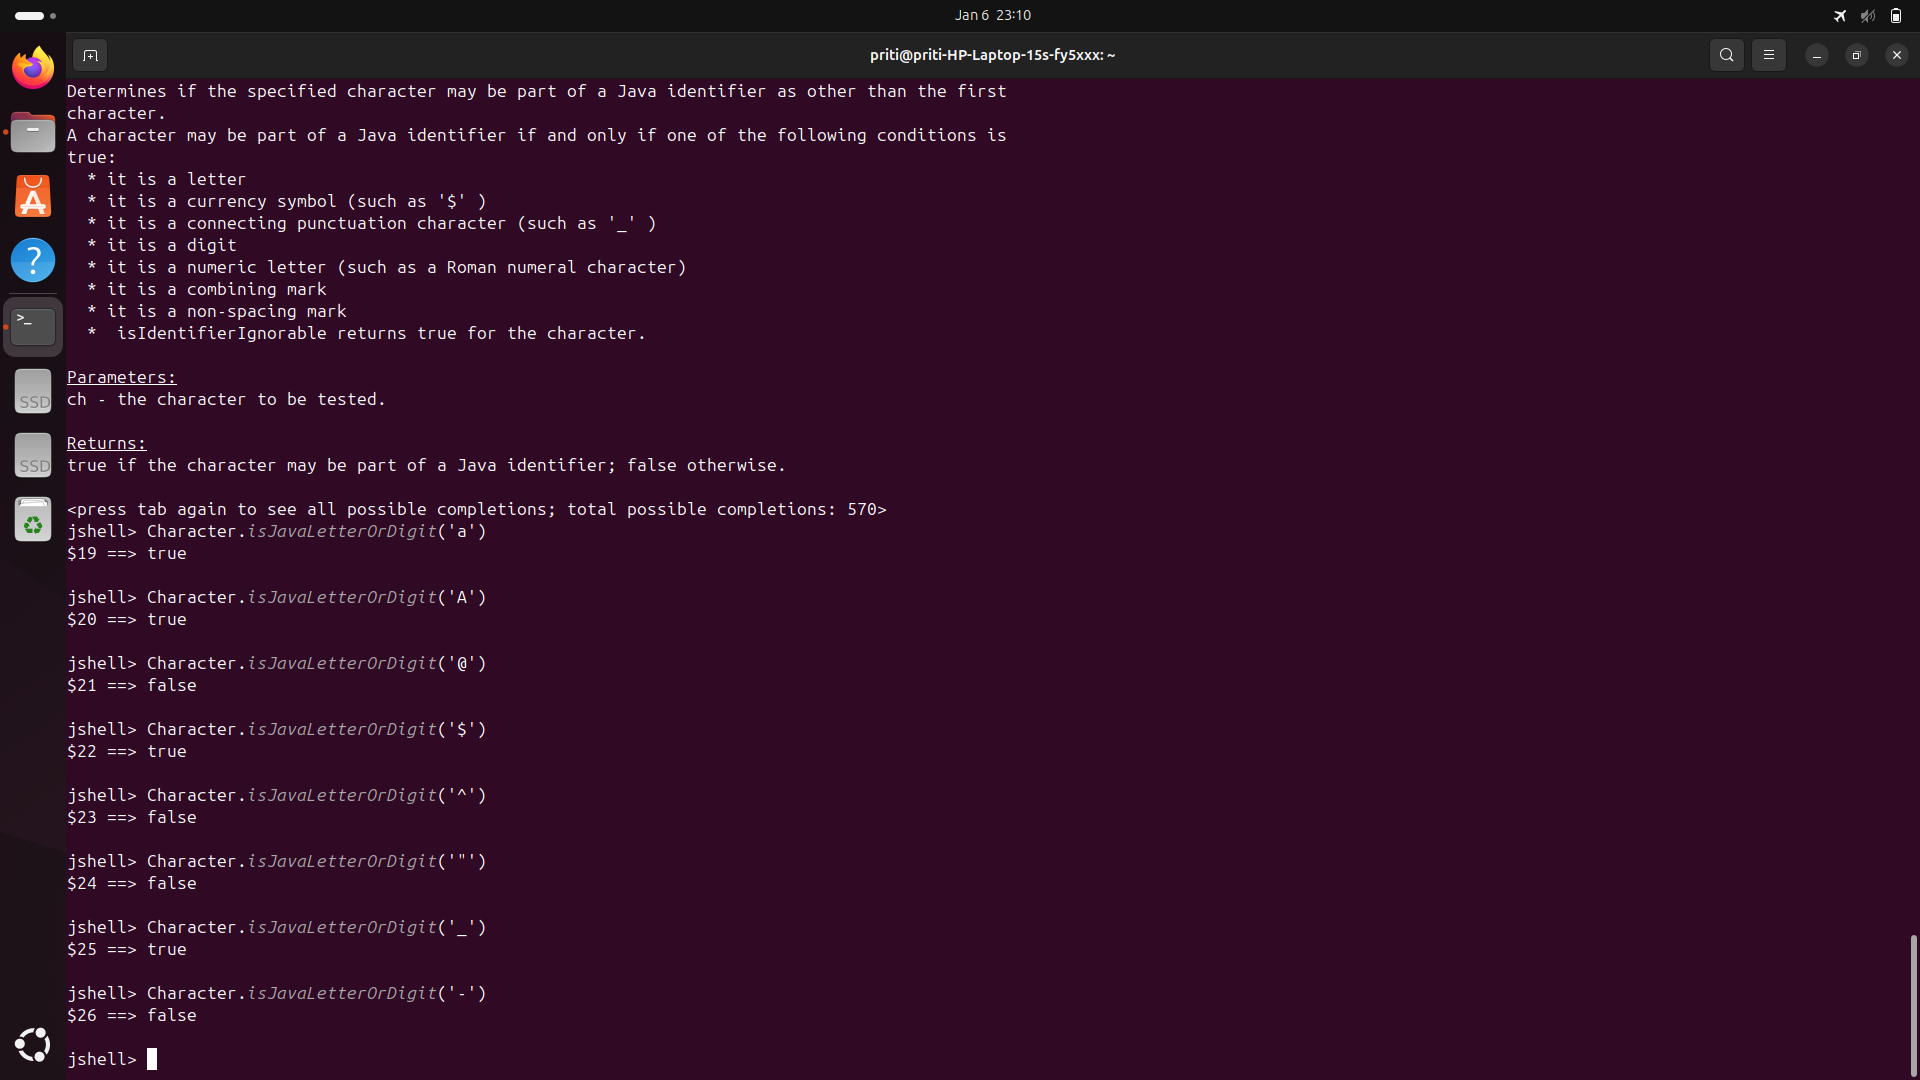 Jan 6 23:10
priti@priti-HP-Laptop-15s-fy5xxx: ~
Determines if the specified character may be part of a Java identifier as other than the first
character.
A character may be part of a Java identifier if and only if one of the following conditions is
true:
* it is a letter
* it is a currency symbol (such as '$' )
* it is a connecting punctuation character (such as '_' )
* it is a digit
* it is a numeric letter (such as a Roman numeral character)
* it is a combining mark
* it is a non-spacing mark
*  isIdentifierIgnorable returns true for the character.
Parameters:
ch - the character to be tested.
Returns:
true if the character may be part of a Java identifier; false otherwise.
<press tab again to see all possible completions; total possible completions: 570>
jshell> Character.isJavaLetterOrDigit('a')
$19 ==> true
jshell> Character.isJavaLetterOrDigit('A')
$20 ==> true
jshell> Character.isJavaLetterOrDigit('@')
$21 ==> false
jshell> Character.isJavaLetterOrDigit('$')
$22 ==> true
jshell> Character.isJavaLetterOrDigit('^')
$23 ==> false
jshell> Character.isJavaLetterOrDigit('"')
$24 ==> false
jshell> Character.isJavaLetterOrDigit('_')
$25 ==> true
jshell> Character.isJavaLetterOrDigit('-')
$26 ==> false
jshell>
SSD
SSD